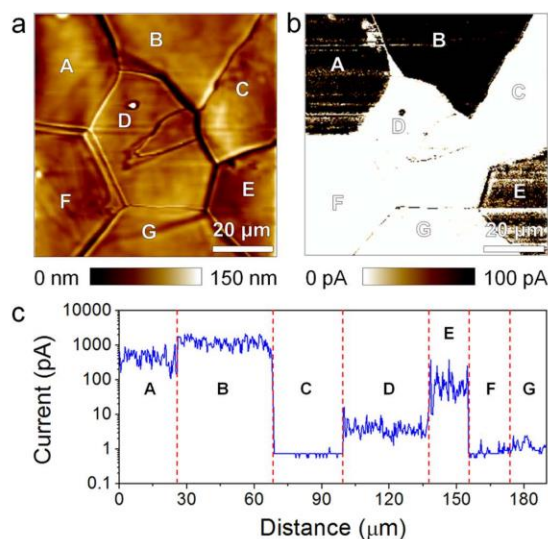 a
B
A
C
D
F
E
G
20 µm
0 nm 150 nm
b
B
A
C
D
F
E
G
20 µm
0 pA 100 pA
c
Current (pA)
10000
1000
100
10
1
0.1
E
A B C D F G
0 30 60 90 120 150 180
Distance (µm)